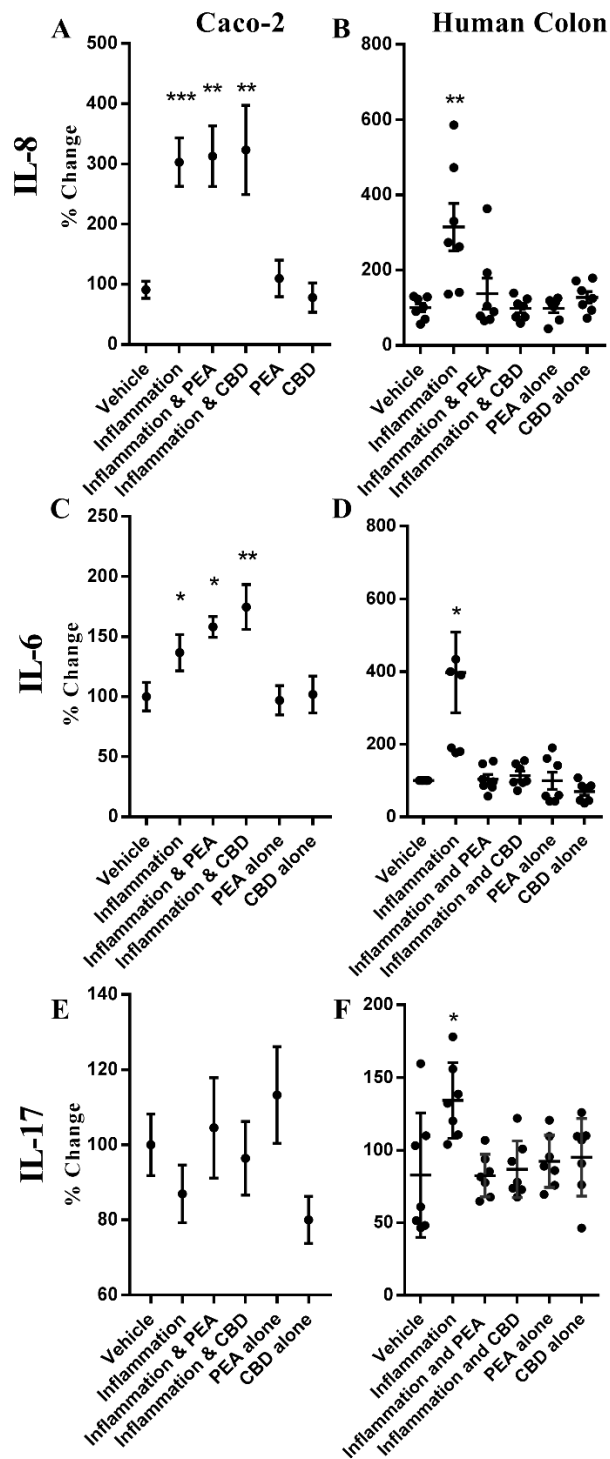 Caco-2
Human Colon
A
IL-8
% Change
500
400
300
200
100
0
***
**
**
Vehicle
Inflammation
Inflammation & PEA
Inflammation & CBD
PEA
CBD
B
800
600
400
200
0
**
Vehicle
Inflammation
Inflammation & PEA
Inflammation & CBD
PEA alone
CBD alone
C
IL-6
% Change
250
200
150
100
50
0
*
*
**
Vehicle
Inflammation
Inflammation & PEA
Inflammation & CBD
PEA alone
CBD alone
D
800
600
400
200
0
*
Vehicle
Inflammation
Inflammation and PEA
Inflammation and CBD
PEA alone
CBD alone
E
IL-17
% Change
140
120
100
80
60
Vehicle
Inflammation
Inflammation & PEA
Inflammation & CBD
PEA alone
CBD alone
F
200
150
100
50
0
*
Vehicle
Inflammation
Inflammation and PEA
Inflammation and CBD
PEA alone
CBD alone